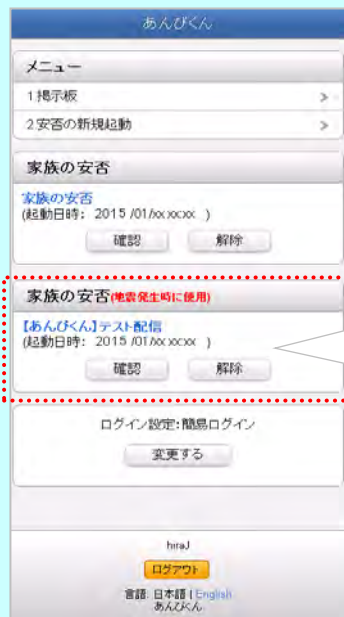 あんぴくん
メニュー
1 掲示板 >
2 安否の新規起動 >
家族の安否
家族の安否
(起動日時: 2015 /01/xx xx:xx )
確認 解除
家族の安否(地震発生時に使用)
【あんぴくん】テスト配信
(起動日時: 2015 /01/xx xx:xx )
確認 解除
ログイン設定:簡易ログイン
変更する
hiraJ
ログアウト
言語: 日本語 | English
あんぴくん